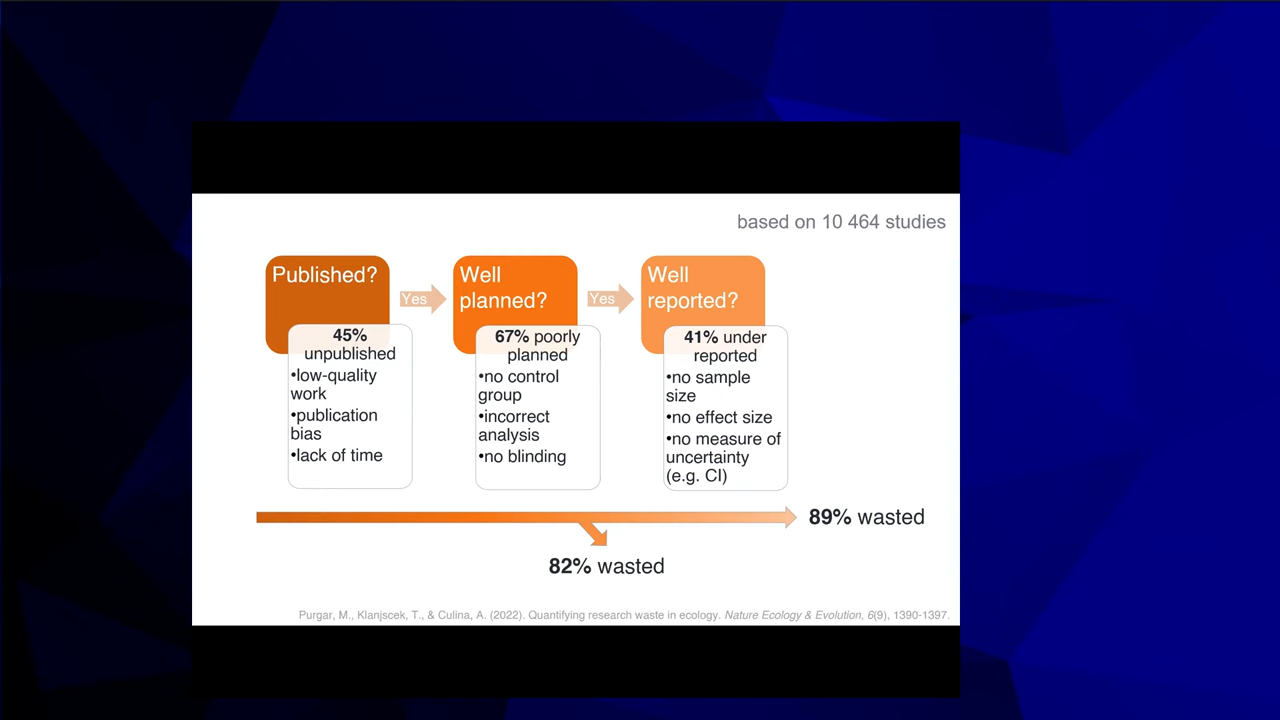 based on 10 464 studies
Published?
Yes
Well
planned?
Yes
Well
reported?
45%
unpublished
•low-quality
work
•publication
bias
•lack of time
67% poorly
planned
•no control
group
•incorrect
analysis
•no blinding
41% under
reported
•no sample
size
•no effect size
•no measure of
uncertainty
(e.g. CI)
89% wasted
82% wasted
Purgar, M., Klanjscek, T., & Culina, A. (2022). Quantifying research waste in ecology. Nature Ecology & Evolution, 6(9), 1390-1397.